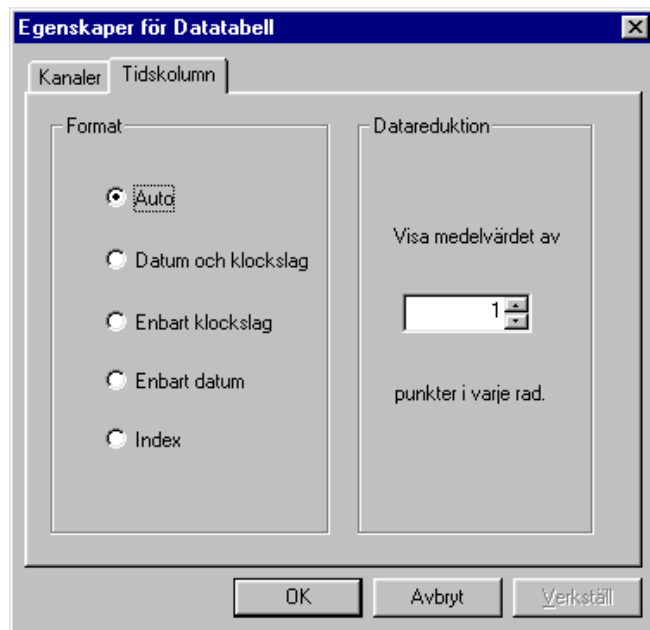 Egenskaper för Datatabell
Kanaler Tidskolumn
Format
Auto
Datum och klockslag
Enbart klockslag
Enbart datum
Index
Datareduktion
Visa medelvärdet av
1
punkter i varje rad.
OK Avbryt Verkställ